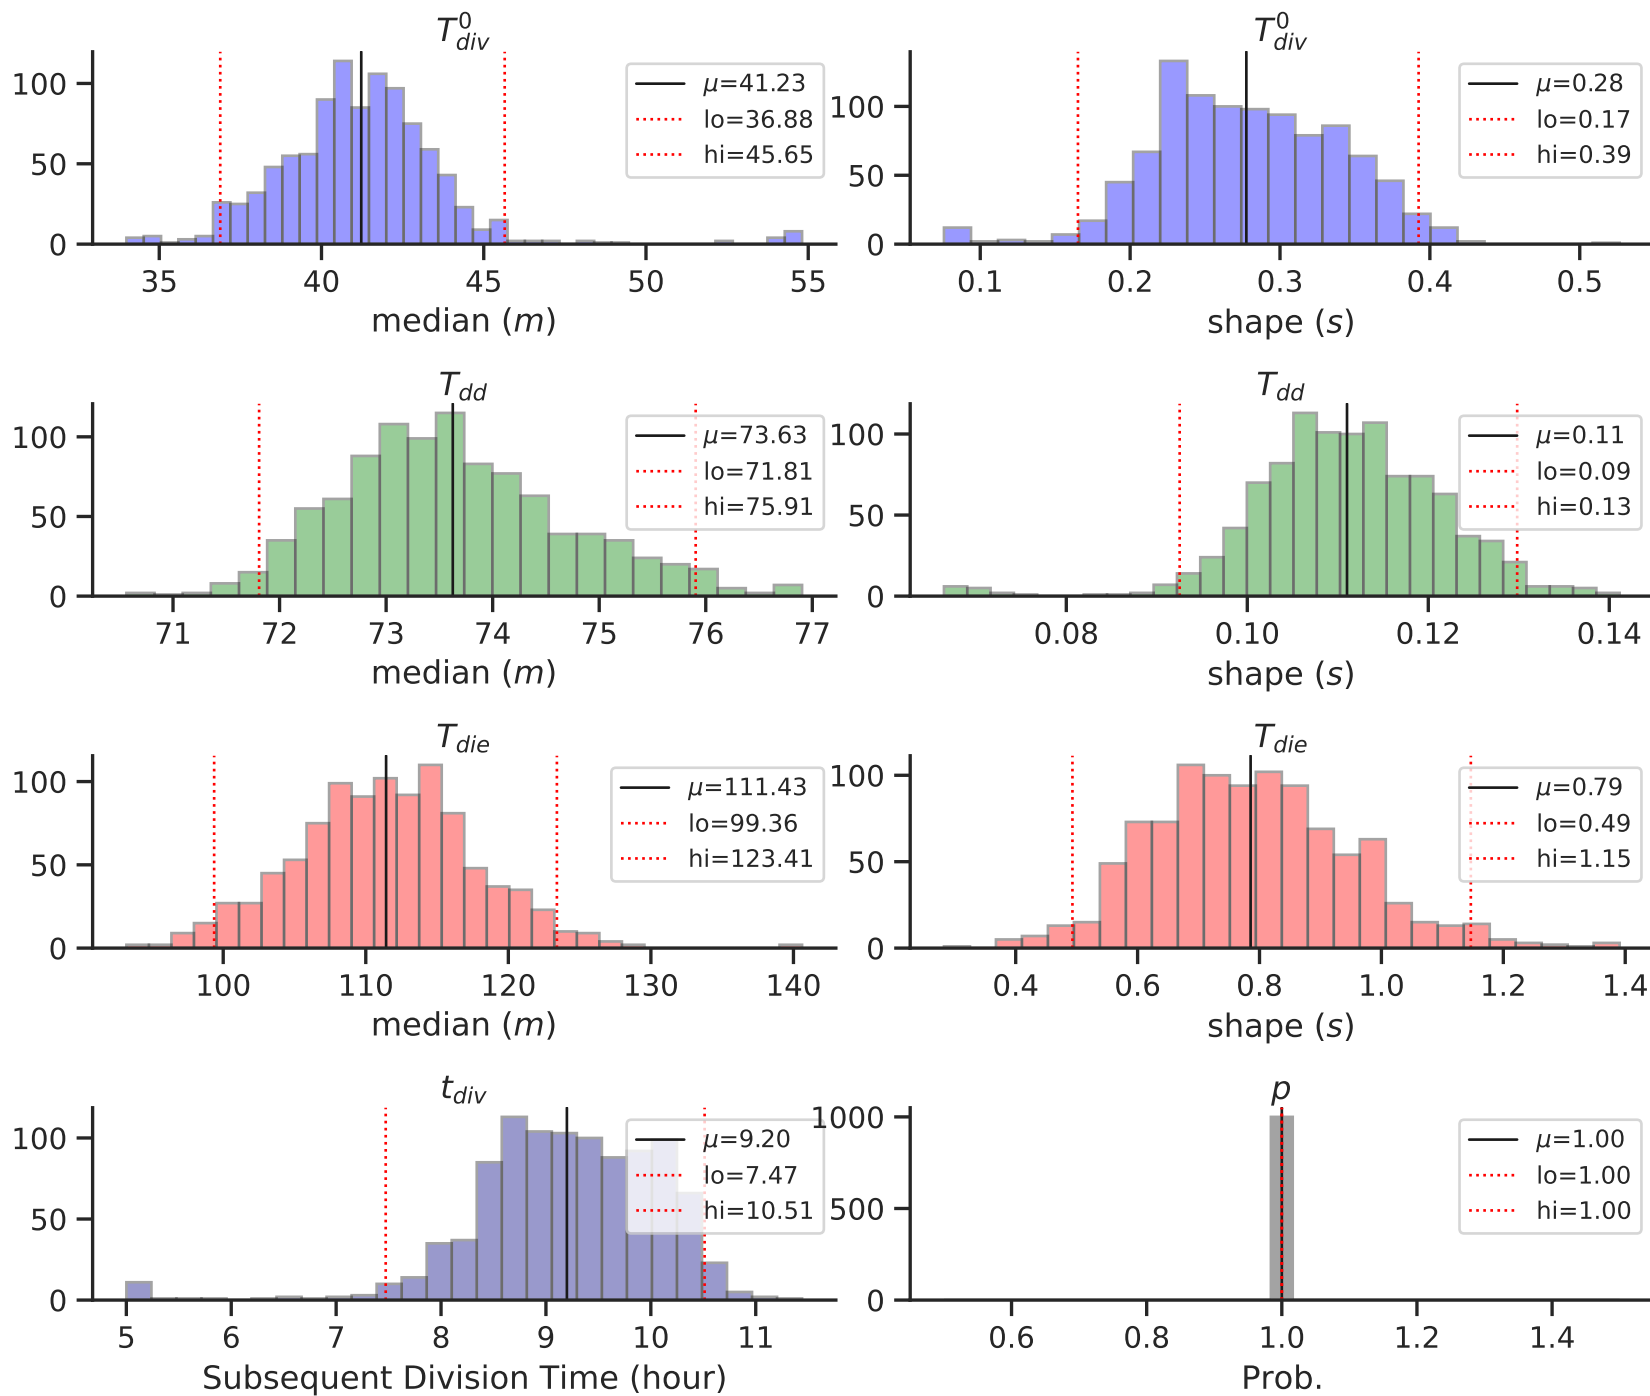 T⁰div
100
50
0
μ=41.23
lo=36.88
hi=45.65
35 40 45 50 55
median (m)
T⁰div
100
50
0
μ=0.28
lo=0.17
hi=0.39
0.1 0.2 0.3 0.4 0.5
shape (s)
Tdd
100
50
0
μ=73.63
lo=71.81
hi=75.91
71 72 73 74 75 76 77
median (m)
Tdd
100
50
0
μ=0.11
lo=0.09
hi=0.13
0.08 0.10 0.12 0.14
shape (s)
Tdie
100
50
0
μ=111.43
lo=99.36
hi=123.41
100 110 120 130 140
median (m)
Tdie
100
50
0
μ=0.79
lo=0.49
hi=1.15
0.4 0.6 0.8 1.0 1.2 1.4
shape (s)
tdiv
100
50
0
μ=9.20
lo=7.47
hi=10.51
5 6 7 8 9 10 11
Subsequent Division Time (hour)
p
1000
500
0
μ=1.00
lo=1.00
hi=1.00
0.6 0.8 1.0 1.2 1.4
Prob.